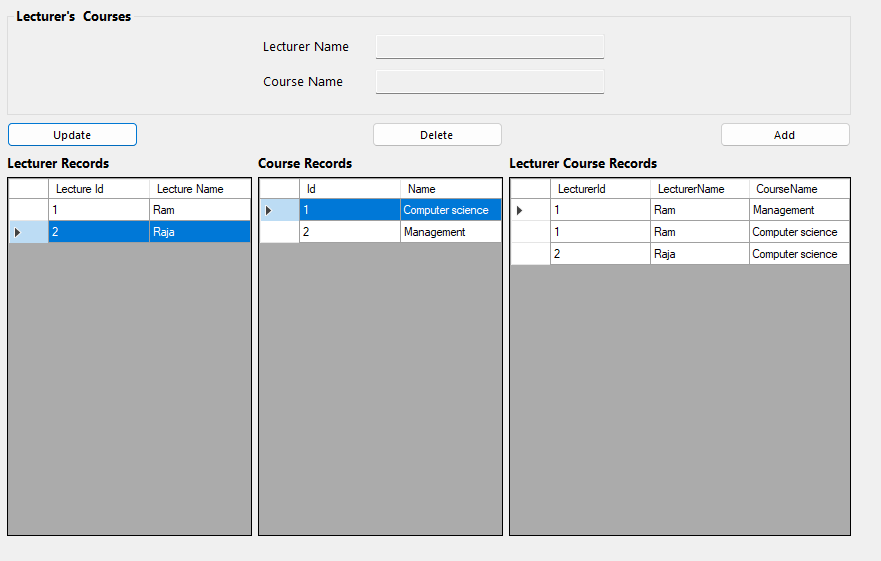 Lecturer's  Courses
Lecturer Name
Course Name
Update Delete Add
Lecturer Records Course Records Lecturer Course Records
Lecture Id Lecture Name Id Name LecturerId LecturerName CourseName
1 Ram 1 Computer science 1 Ram Management
2 Raja 2 Management 1 Ram Computer science
2 Raja Computer science